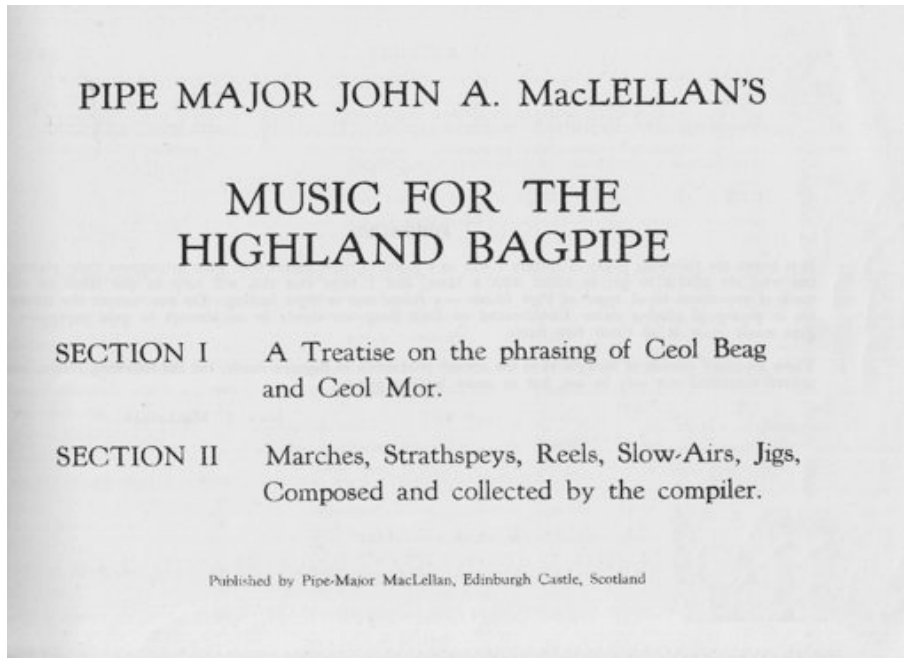 PIPE MAJOR JOHN A. MacLELLAN'S
MUSIC FOR THE
HIGHLAND BAGPIPE
SECTION I A Treatise on the phrasing of Ceol Beag
and Ceol Mor.
SECTION II Marches, Strathspeys, Reels, Slow-Airs, Jigs,
Composed and collected by the compiler.
Published by Pipe-Major MacLellan, Edinburgh Castle, Scotland